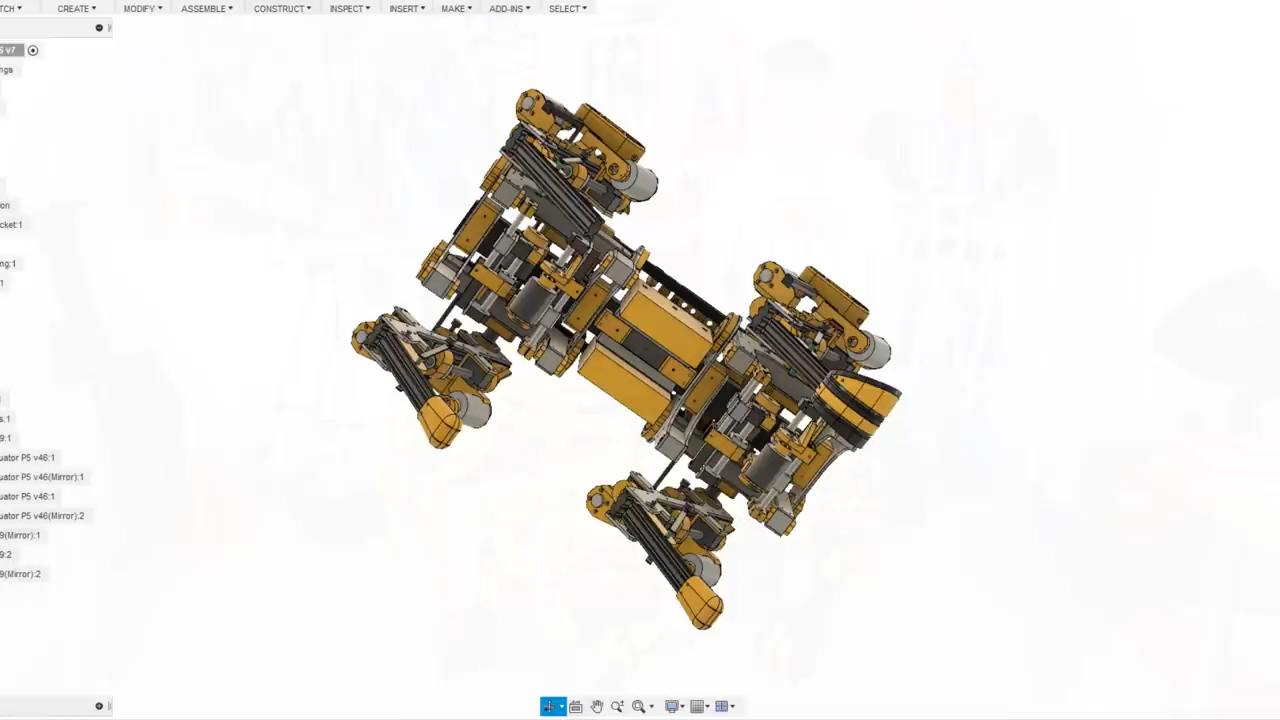 TCH CREATE MODIFY ASSEMBLE CONSTRUCT INSPECT INSERT MAKE ADD-INS SELECT
v7
ngs
on
cket:1
ng:1
1
s:1
9:1
uator P5 v46:1
uator P5 v46(Mirror):1
uator P5 v46:1
uator P5 v46(Mirror):2
9(Mirror):1
9:2
9(Mirror):2